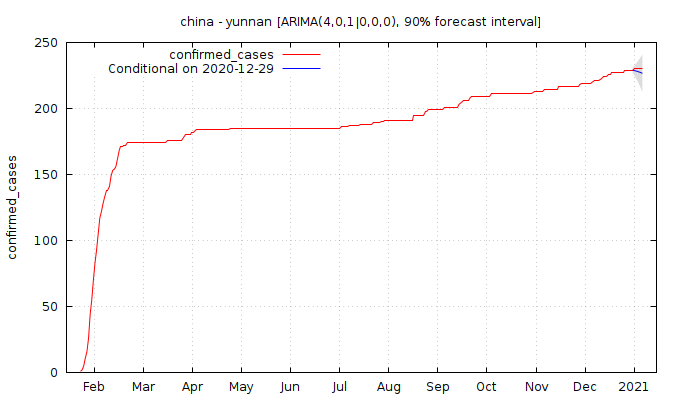 china - yunnan [ARIMA(4,0,1|0,0,0), 90% forecast interval]
confirmed_cases
Conditional on 2020-12-29
confirmed_cases
250
200
150
100
50
0
Feb Mar Apr May Jun Jul Aug Sep Oct Nov Dec 2021